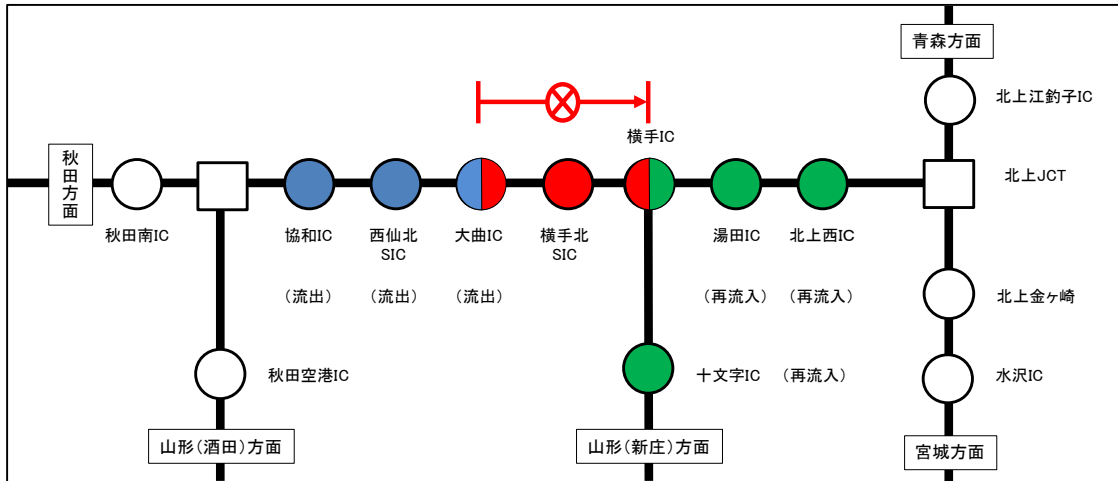 青森方面
北上江釣子IC
横手IC
秋田方面
北上JCT
秋田南IC
協和IC
西仙北
SIC
大曲IC
横手北
SIC
湯田IC
北上西IC
(流出)
(流出)
(流出)
(再流入)
(再流入)
北上金ヶ崎
秋田空港IC
十文字IC
(再流入)
水沢IC
山形(酒田)方面
山形(新庄)方面
宮城方面